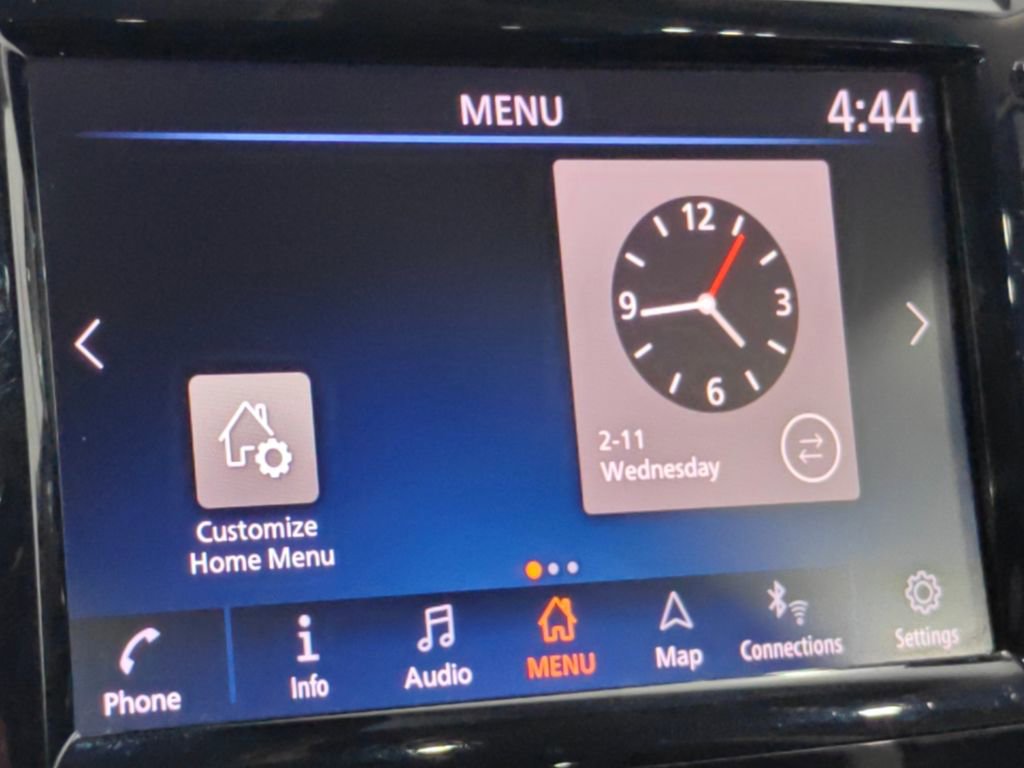 MENU
4:44
12
9
3
6
2-11
Wednesday
Customize
Home Menu
Phone
Info
Audio
MENU
Map
Connections
Settings